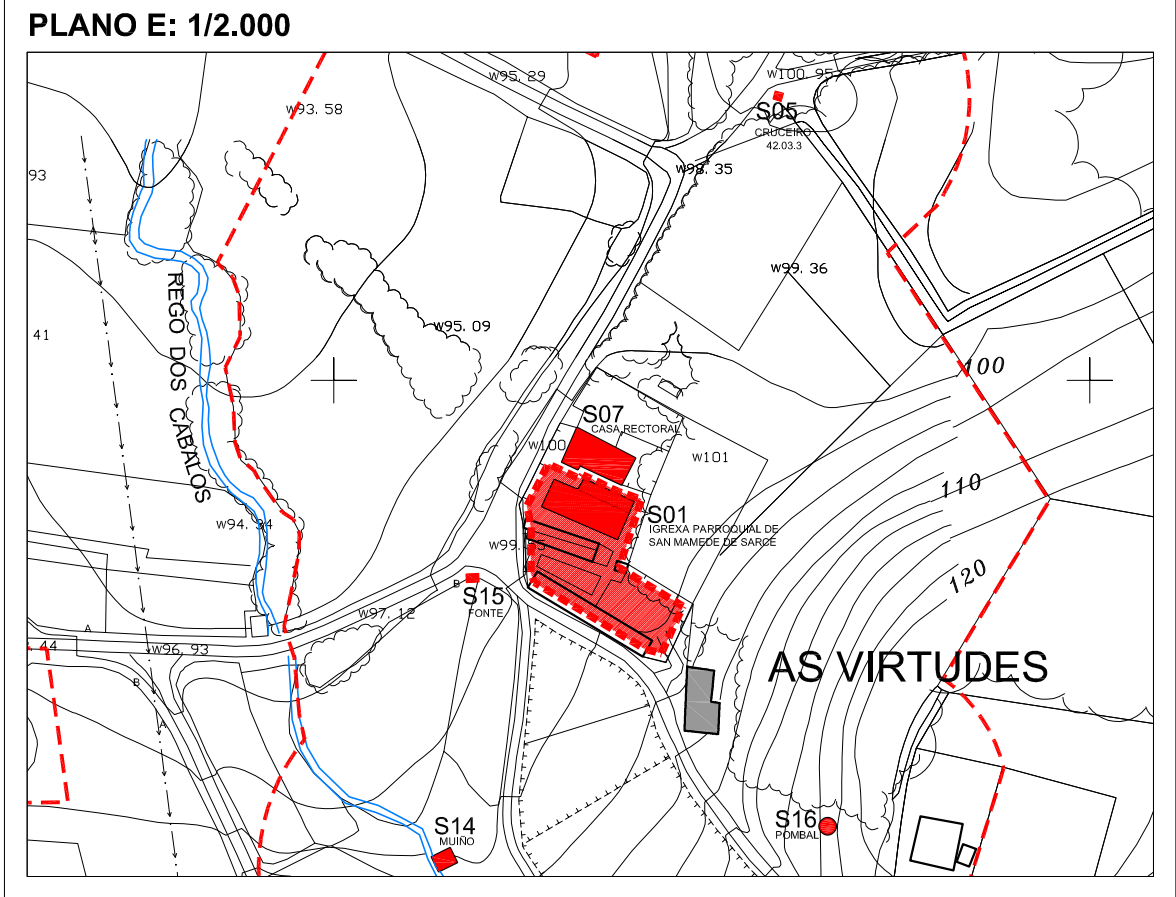 PLANO E: 1/2.000
w95. 29
w100. 95
w93. 58
S05
CRUCEIRO
42.03.3
w98. 35
93
A
w99. 36
REGO DOS CABALOS
w95. 09
41
100
S07
CASA RECTORAL
w100
w101
110
S01
IGREXA PARROQUIAL DE
SAN MAMEDE DE SARCE
w94. 34
w99.
120
B
S15
FONTE
w97. 12
A
. 44
w96, 93
AS VIRTUDES
B
A
S14
MUIÑO
S16
POMBAL